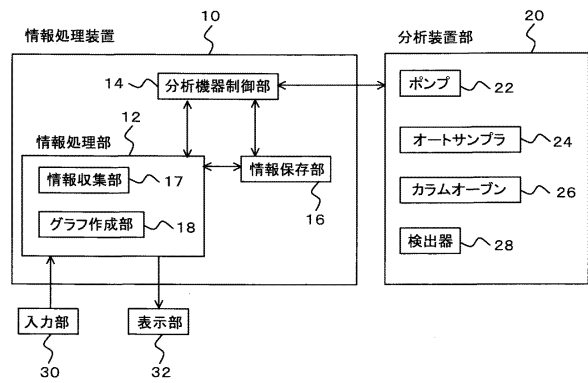 情報処理装置
10
14
分析機器制御部
12
情報処理部
情報収集部
17
グラフ作成部
18
情報保存部
16
入力部
30
表示部
32
分析装置部
20
ポンプ
22
オートサンプラ
24
カラムオーブン
26
検出器
28